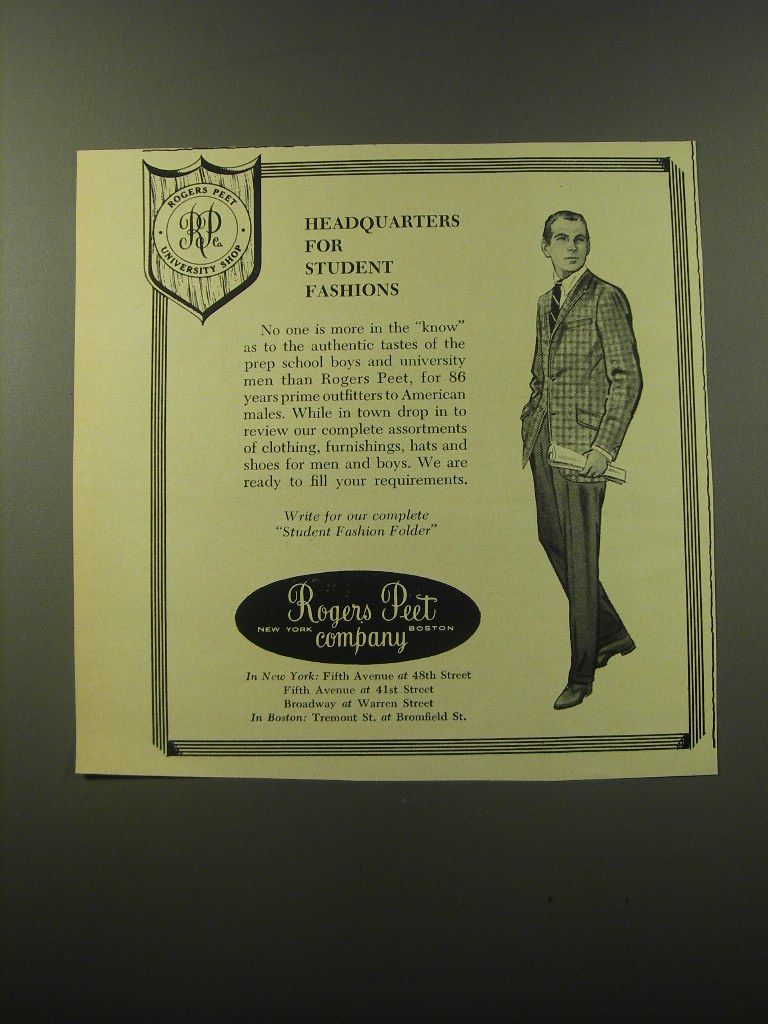 ROGERS PEET
RPCo.
UNIVERSITY SHOP
HEADQUARTERS
FOR
STUDENT
FASHIONS
No one is more in the “know”
as to the authentic tastes of the
prep school boys and university
men than Rogers Peet, for 86
years prime outfitters to American
males. While in town drop in to
review our complete assortments
of clothing, furnishings, hats and
shoes for men and boys. We are
ready to fill your requirements.
Write for our complete
“Student Fashion Folder”
Rogers Peet
NEW YORK company BOSTON
In New York: Fifth Avenue at 48th Street
Fifth Avenue at 41st Street
Broadway at Warren Street
In Boston: Tremont St. at Bromfield St.